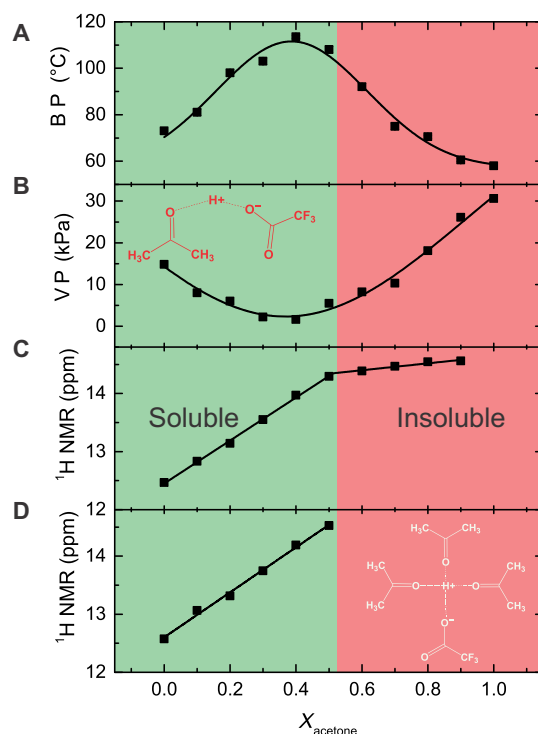 A
B P (°C)
120
100
80
60
B
V P (kPa)
30
20
10
0
H+
O
O⁻
CF₃
H₃C
CH₃
O
C
¹H NMR (ppm)
14
13
12
Soluble
Insoluble
D
¹H NMR (ppm)
14
13
12
H₃C
CH₃
O
CH₃
CH₃
O
H+
O
H₃C
CH₃
O⁻
O
CF₃
0.0
0.2
0.4
0.6
0.8
1.0
Xacetone